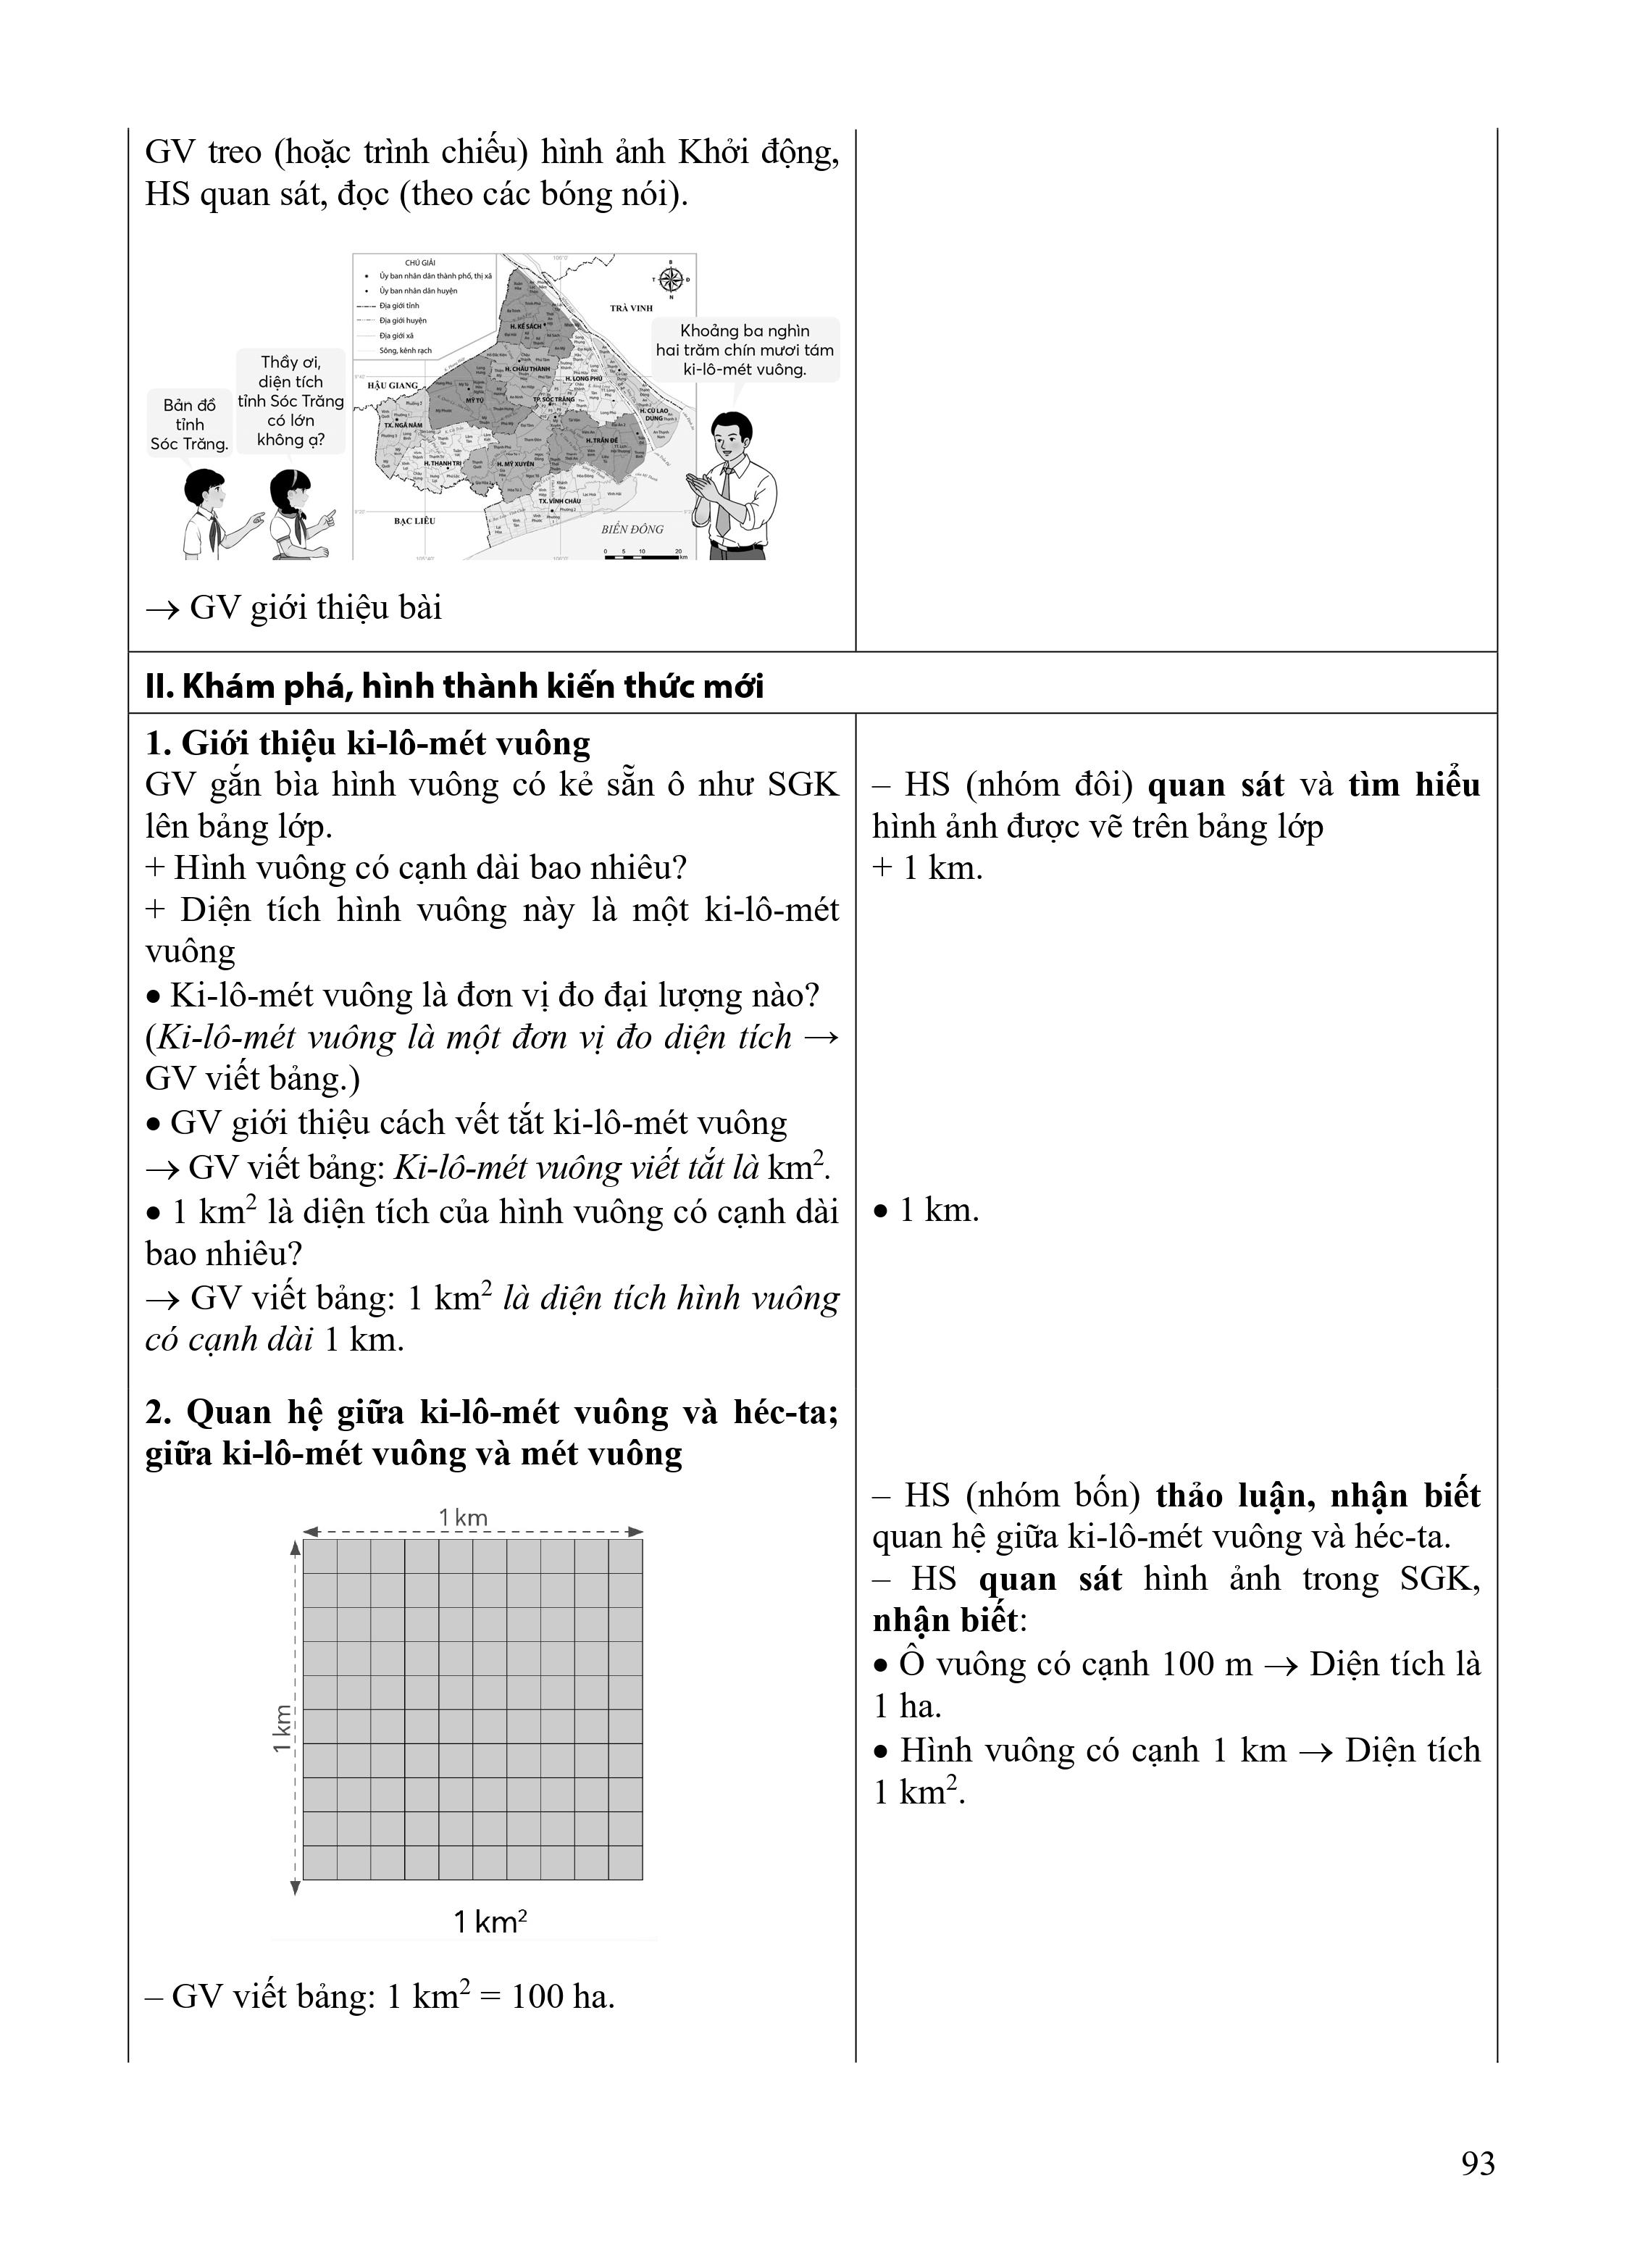 GV treo (hoặc trình chiếu) hình ảnh Khởi động,
HS quan sát, đọc (theo các bóng nói).
CHÚ GIẢI
Ủy ban nhân dân thành phố, thị xã
Ủy ban nhân dân huyện
Địa giới tỉnh
Địa giới huyện
Địa giới xã
Sông, kênh rạch
B
T
Đ
N
TRÀ VINH
HẬU GIANG
BẠC LIÊU
BIỂN ĐÔNG
H. KẾ SÁCH
H. CHÂU THÀNH
H. LONG PHÚ
MỸ TÚ
TP. SÓC TRĂNG
H. CÙ LAO
DUNG
TX. NGÃ NĂM
H. TRẦN ĐỀ
H. THẠNH TRỊ
H. MỸ XUYÊN
TX. VĨNH CHÂU
0 5 10 20
km
Bản đồ
tỉnh
Sóc Trăng.
Thầy ơi,
diện tích
tỉnh Sóc Trăng
có lớn
không ạ?
Khoảng ba nghìn
hai trăm chín mươi tám
ki-lô-mét vuông.
→ GV giới thiệu bài
II. Khám phá, hình thành kiến thức mới
1. Giới thiệu ki-lô-mét vuông
GV gắn bìa hình vuông có kẻ sẵn ô như SGK
lên bảng lớp.
+ Hình vuông có cạnh dài bao nhiêu?
+ Diện tích hình vuông này là một ki-lô-mét
vuông
• Ki-lô-mét vuông là đơn vị đo đại lượng nào?
(Ki-lô-mét vuông là một đơn vị đo diện tích →
GV viết bảng.)
• GV giới thiệu cách vết tắt ki-lô-mét vuông
→ GV viết bảng: Ki-lô-mét vuông viết tắt là km².
• 1 km² là diện tích của hình vuông có cạnh dài
bao nhiêu?
→ GV viết bảng: 1 km² là diện tích hình vuông
có cạnh dài 1 km.
2. Quan hệ giữa ki-lô-mét vuông và héc-ta;
giữa ki-lô-mét vuông và mét vuông
1 km
1 km
1 km²
– GV viết bảng: 1 km² = 100 ha.
– HS (nhóm đôi) quan sát và tìm hiểu
hình ảnh được vẽ trên bảng lớp
+ 1 km.
• 1 km.
– HS (nhóm bốn) thảo luận, nhận biết
quan hệ giữa ki-lô-mét vuông và héc-ta.
– HS quan sát hình ảnh trong SGK,
nhận biết:
• Ô vuông có cạnh 100 m → Diện tích là
1 ha.
• Hình vuông có cạnh 1 km → Diện tích
1 km².
93